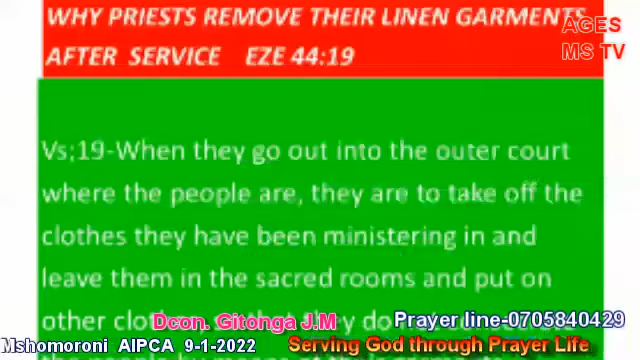 WHY PRIESTS REMOVE THEIR LINEN GARMENTS
AFTER SERVICE EZE 44:19
AGES
MS TV
Vs;19-When they go out into the outer court
where the people are, they are to take off the
clothes they have been ministering in and
leave them in the sacred rooms and put on
other
Dcon. Gitonga J.M
Prayer line-0705840429
Mshomoroni AIPCA 9-1-2022
Serving God through Prayer Life